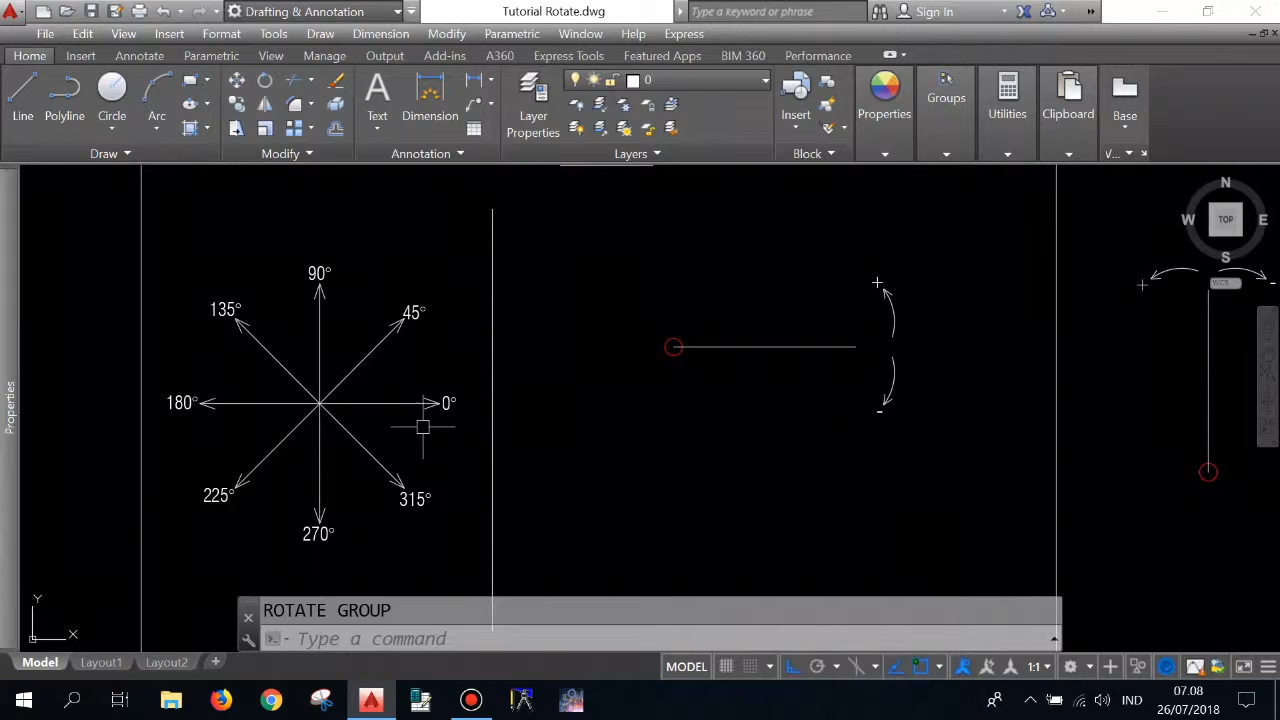 Drafting & Annotation
Tutorial Rotate.dwg
Type a keyword or phrase
Sign In
File Edit View Insert Format Tools Draw Dimension Modify Parametric Window Help Express
Home Insert Annotate Parametric View Manage Output Add-ins A360 Express Tools Featured Apps BIM 360 Performance
0
Line Polyline Circle Arc
Text Dimension
Layer
Properties
Insert
Properties
Groups
Utilities
Clipboard
Base
Draw
Modify
Annotation
Layers
Block
V...
N
W TOP E
S
WCS
90°
135° 45°
180° 0°
225° 315°
270°
+
-
+ -
Properties
Y
X
ROTATE GROUP
Type a command
Model Layout1 Layout2 +
MODEL
1:1
IND
07.08
26/07/2018